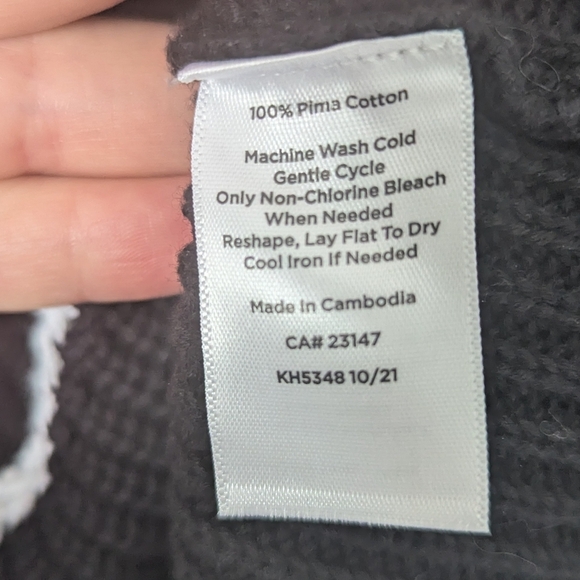 100% Pima Cotton
Machine Wash Cold
Gentle Cycle
Only Non-Chlorine Bleach
When Needed
Reshape, Lay Flat To Dry
Cool Iron If Needed
Made In Cambodia
CA# 23147
KH5348 10/21